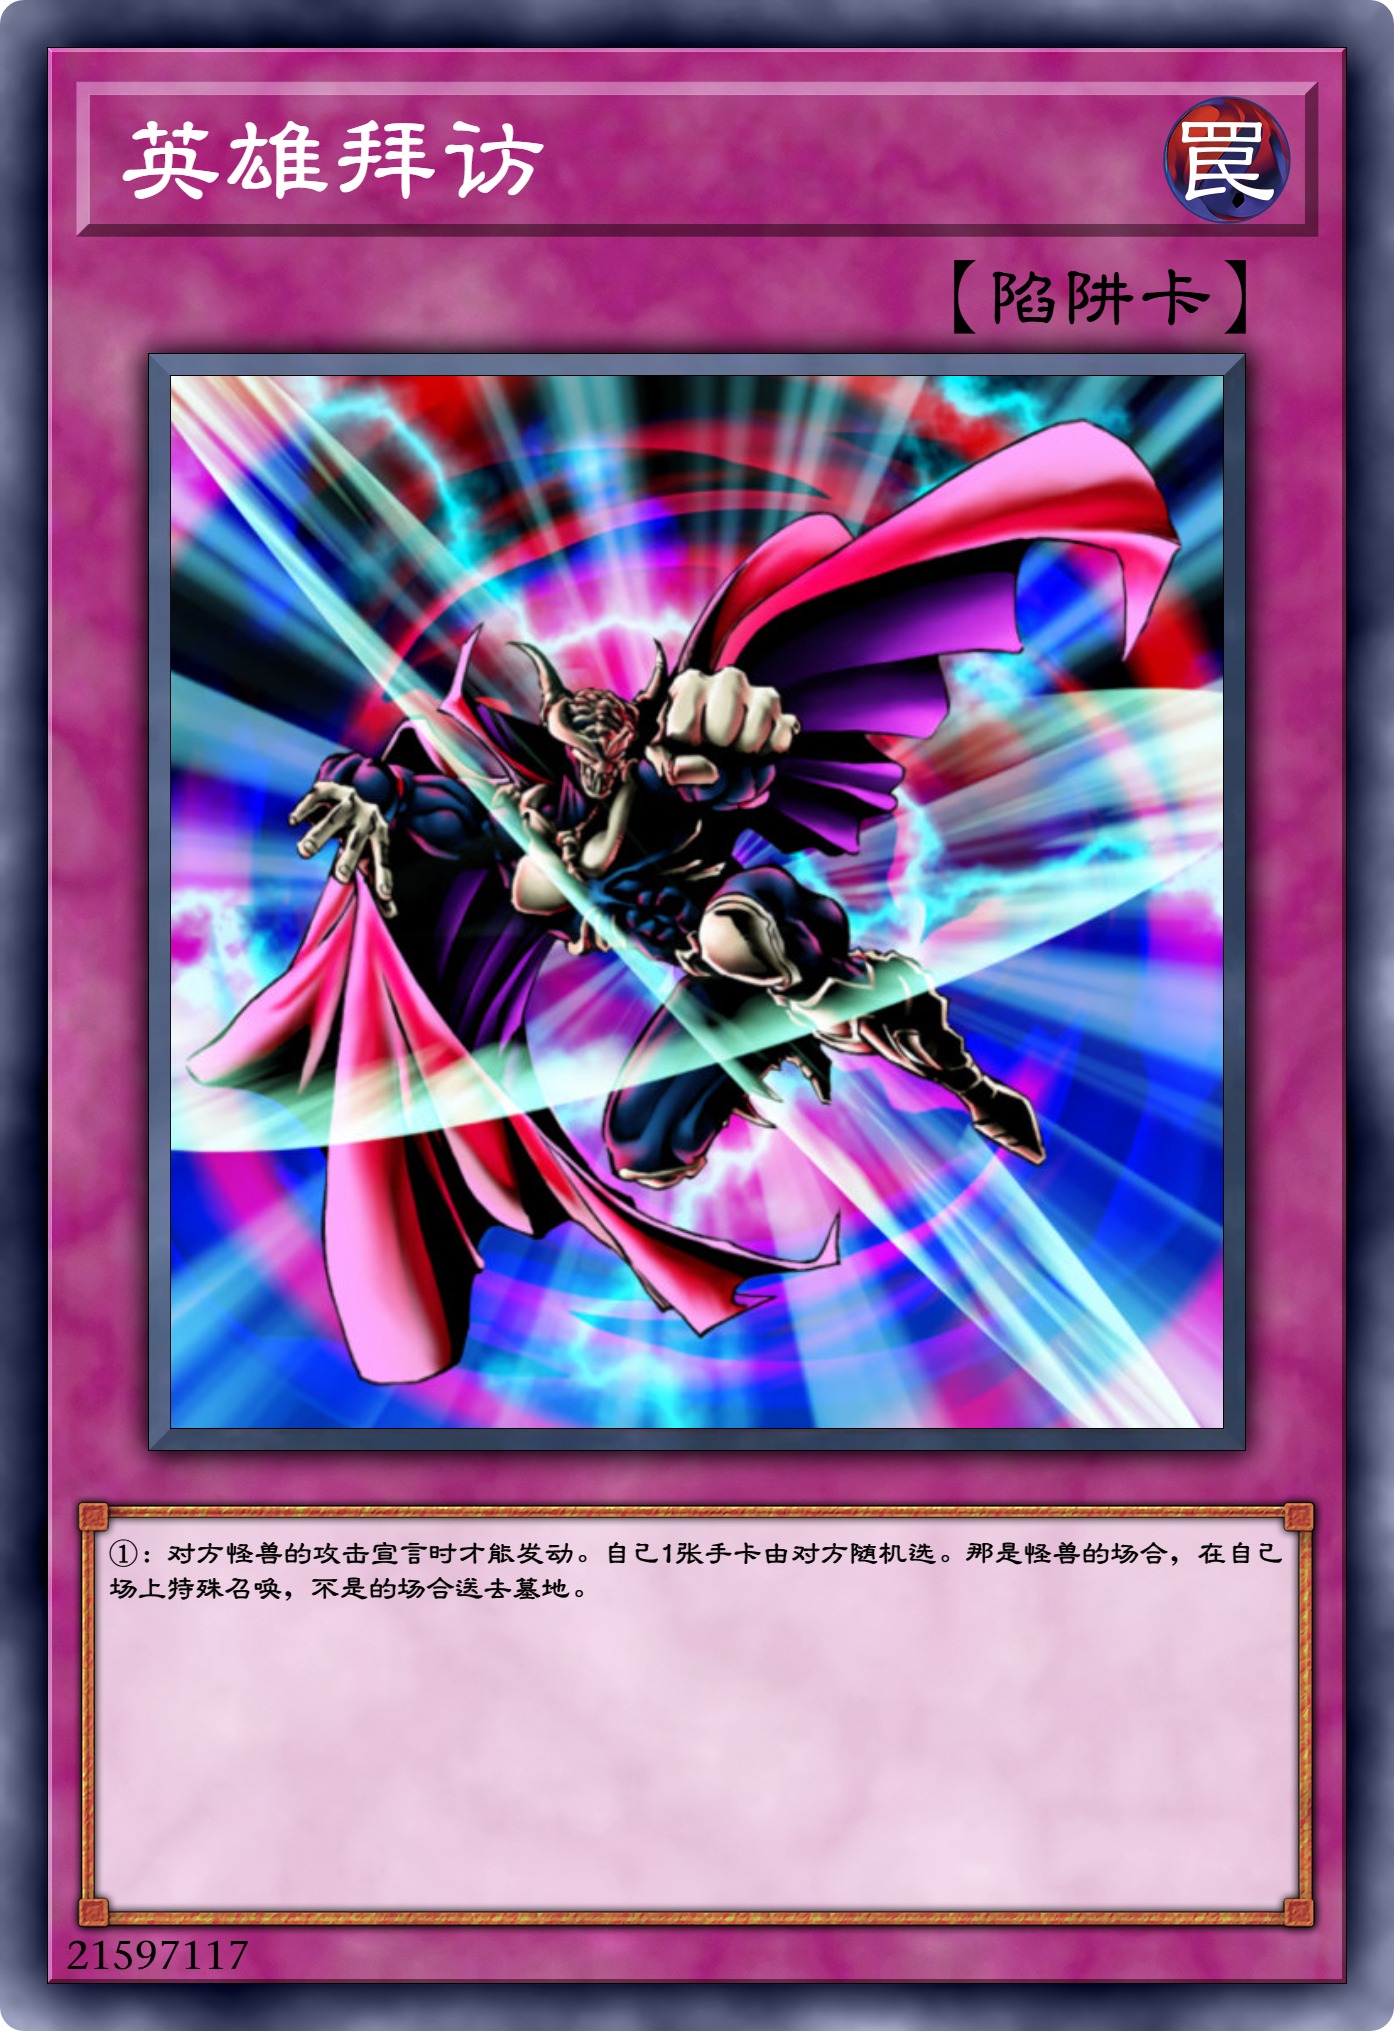 英雄拜访
罠
【陷阱卡】
①：对方怪兽的攻击宣言时才能发动。自己1张手卡由对方随机选。那是怪兽的场合，在自己
场上特殊召唤，不是的场合送去墓地。
21597117